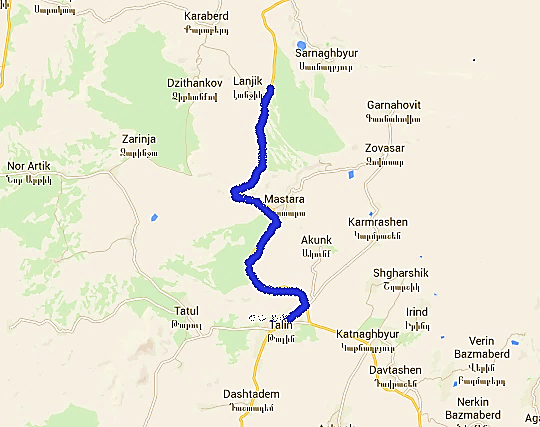 Karaberd
Քարաբերդ
Sarnaghbyur
Սառնաղբյուր
Dzithankov
Ձիթհանքով
Lanjik
Լանջիկ
Garnahovit
Գառնահովիտ
Zarinja
Զարինջա
Zovasar
Զովասար
Nor Artik
Նոր Արթիկ
Mastara
Karmrashen
Կարմրաշեն
Akunk
Ակունք
Shgharshik
Շղարշիկ
Tatul
Թաթուլ
Irind
Իրինդ
Talin
Թալին
Katnaghbyur
Կաթնաղբյուր
Verin
Bazmaberd
Վերին
Բազմաբերդ
Davtashen
Դավթաշեն
Dashtadem
Դաշտադեմ
Nerkin
Bazmaberd